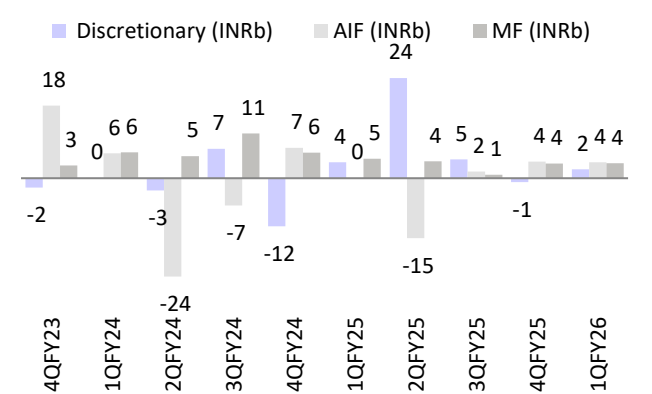 Discretionary (INRb) AIF (INRb) MF (INRb)
-2 18 3
0 6 6
-3 -24 5
7 -7 11
-12 7 6
4 0 5
24 -15 4
5 2 1
-1 4 4
2 4 4
4QFY23 1QFY24 2QFY24 3QFY24 4QFY24 1QFY25 2QFY25 3QFY25 4QFY25 1QFY26